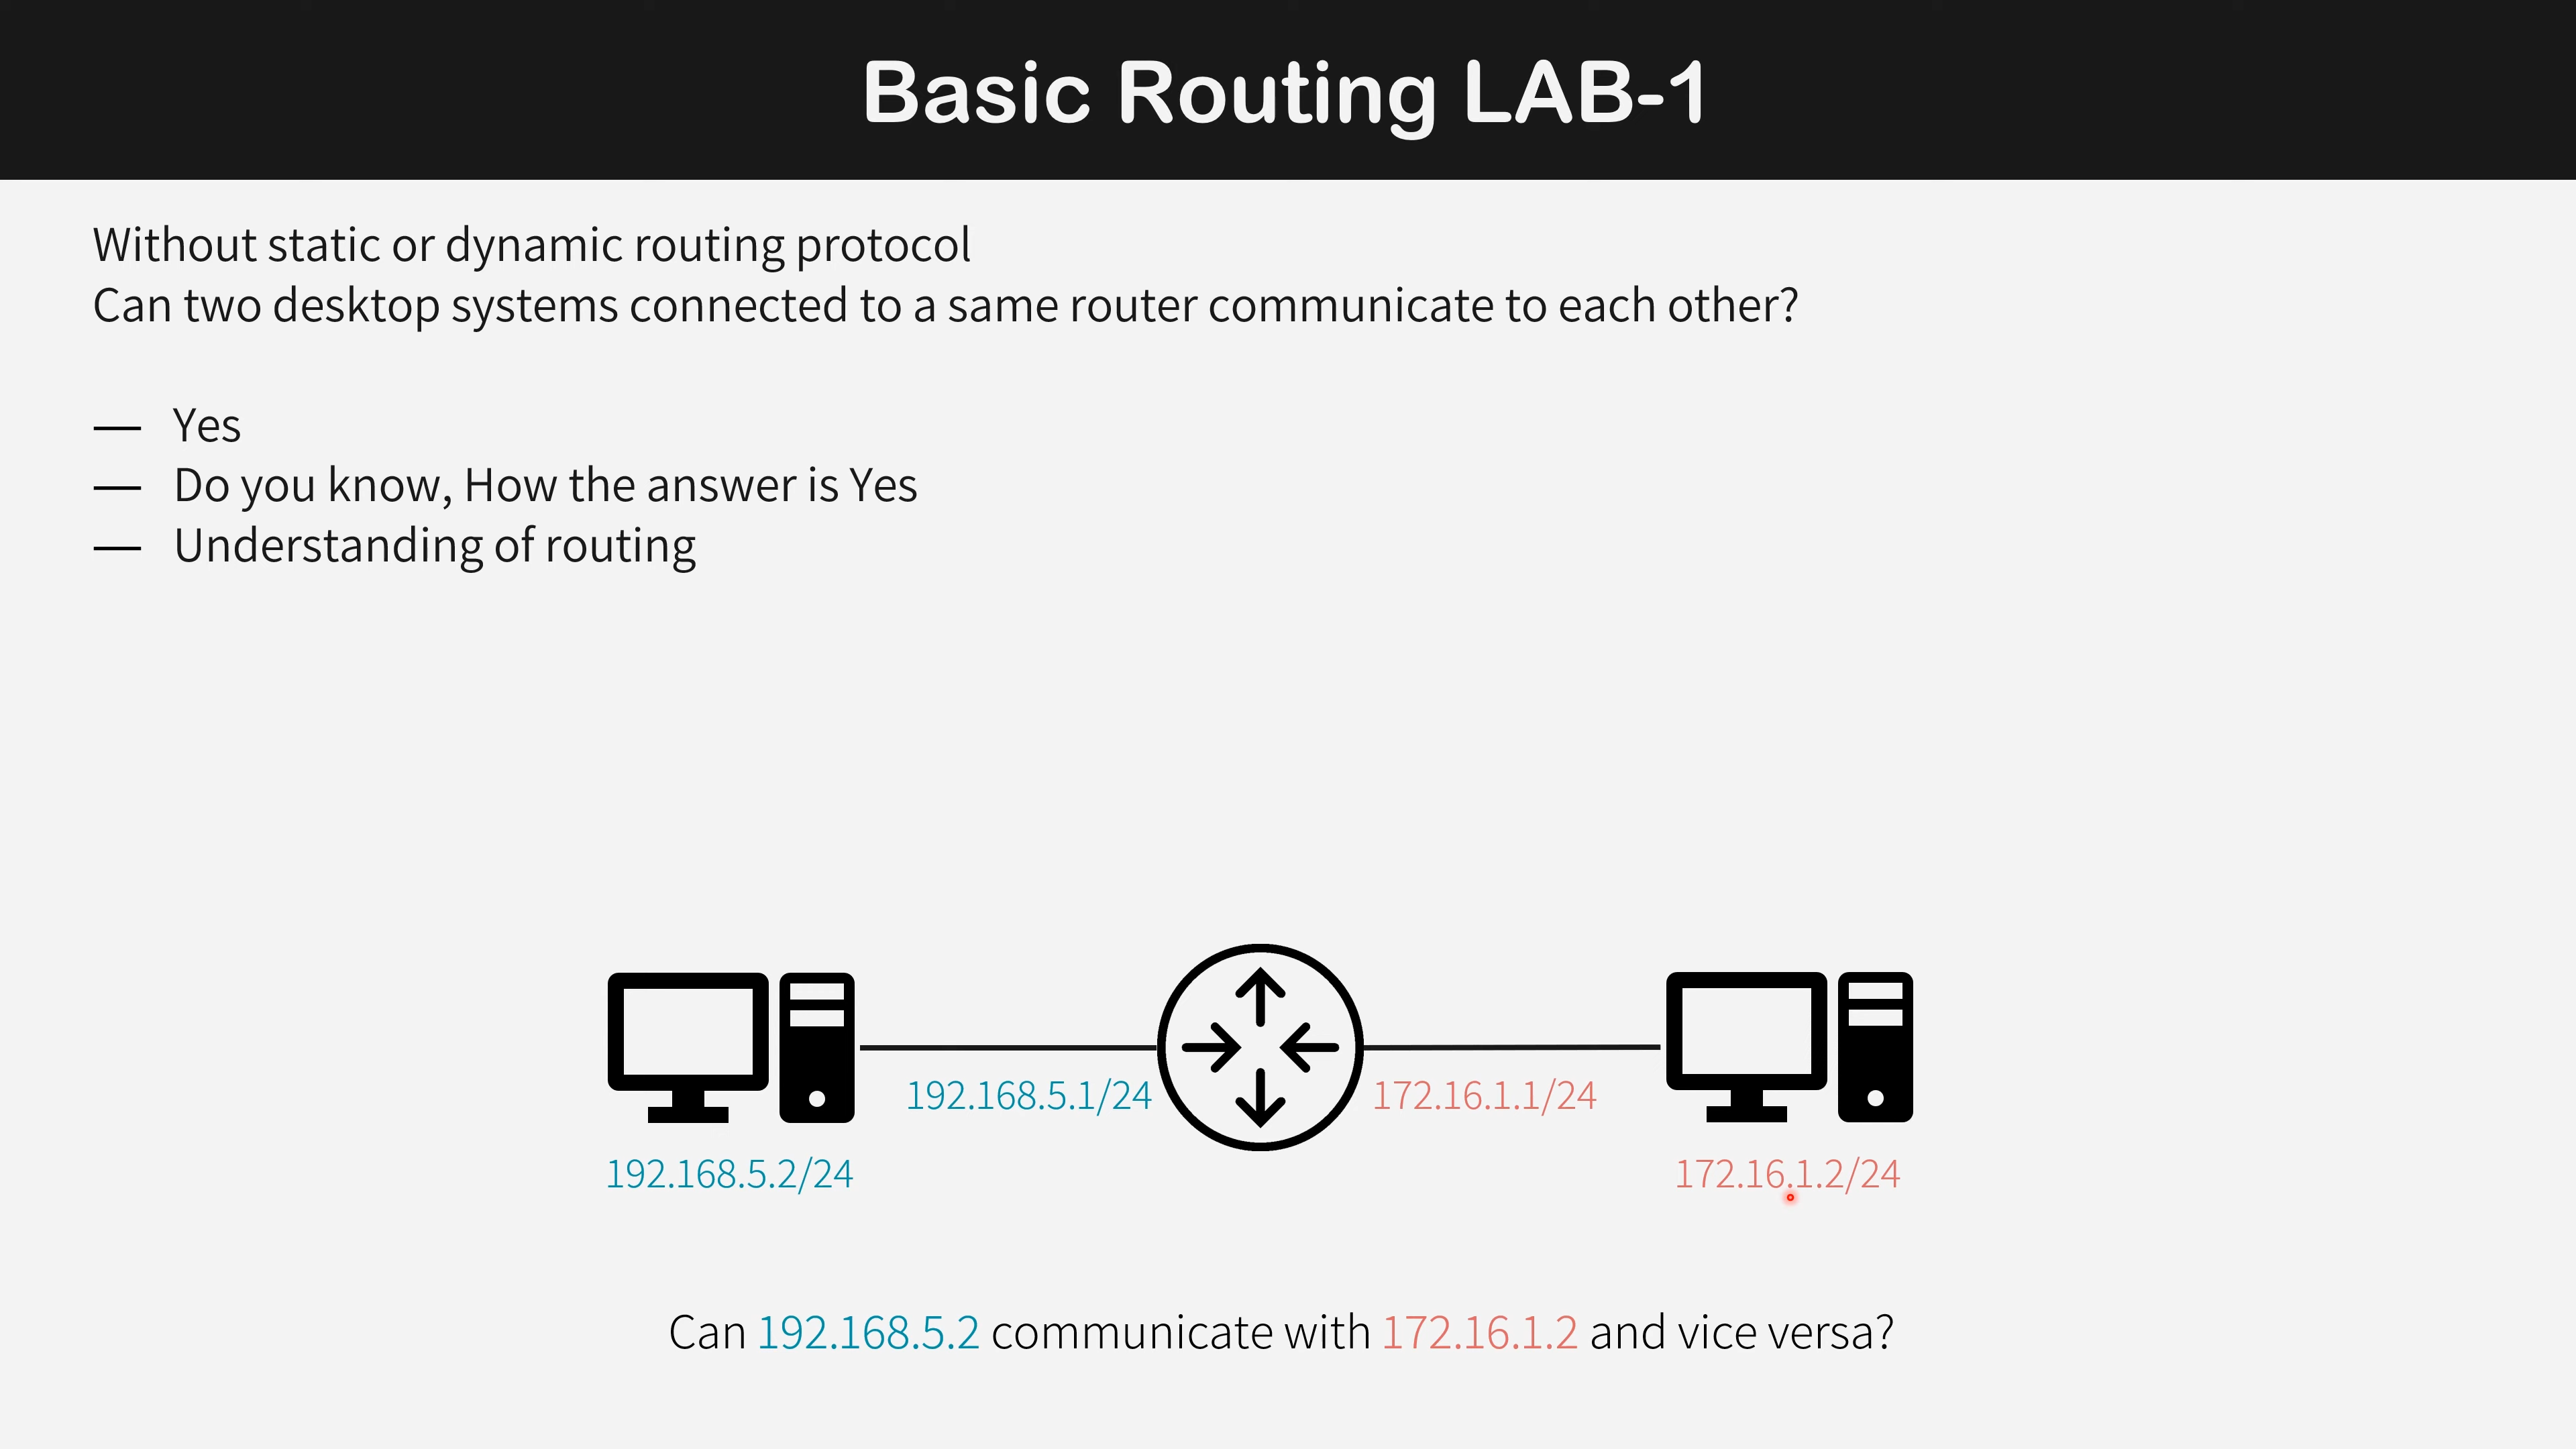 Basic Routing LAB-1
Without static or dynamic routing protocol
Can two desktop systems connected to a same router communicate to each other?
— Yes
— Do you know, How the answer is Yes
— Understanding of routing
192.168.5.1/24
172.16.1.1/24
192.168.5.2/24
172.16.1.2/24
Can 192.168.5.2 communicate with 172.16.1.2 and vice versa?